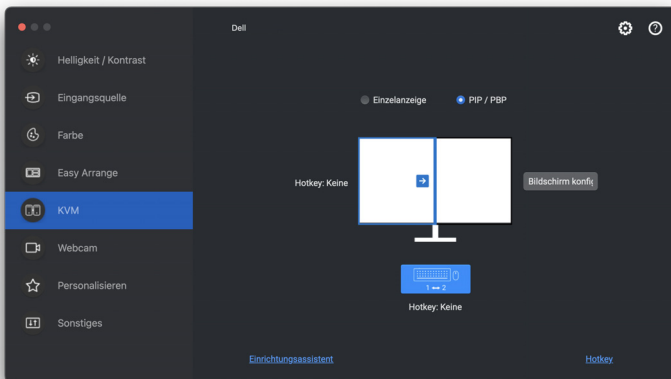 Dell
Helligkeit / Kontrast
Eingangsquelle
Farbe
Easy Arrange
KVM
Webcam
Personalisieren
Sonstiges
Einzelanzeige
PIP / PBP
Hotkey: Keine
Bildschirm konfi
1 2
Hotkey: Keine
Einrichtungsassistent
Hotkey